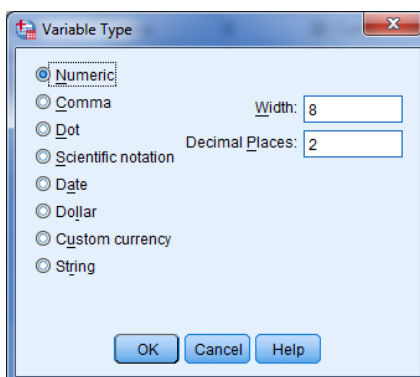 Variable Type
Numeric
Comma
Dot
Scientific notation
Date
Dollar
Custom currency
String
Width: 8
Decimal Places: 2
OK Cancel Help